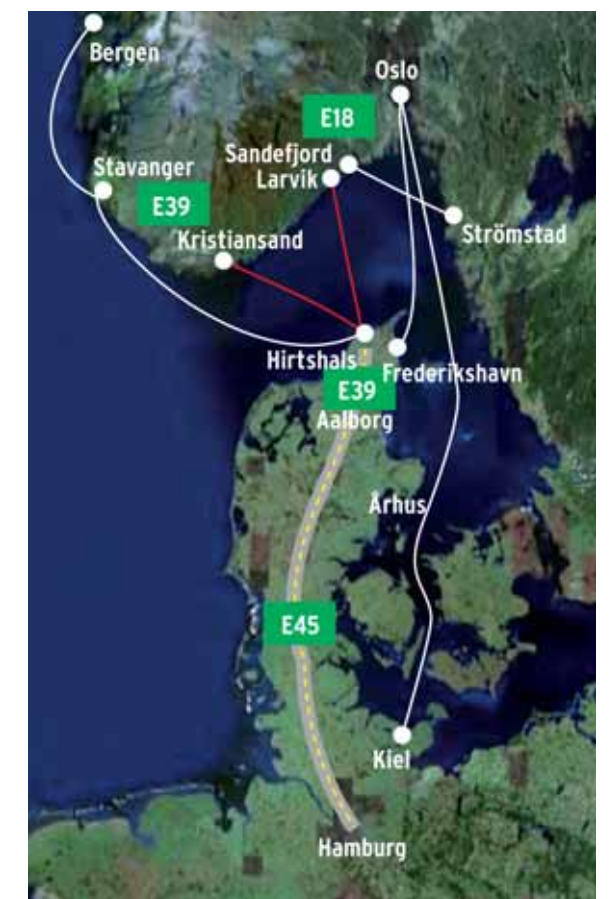 Bergen
Oslo
E18
Sandefjord
Larvik
Stavanger
E39
Strömstad
Kristiansand
Hirtshals
Frederikshavn
E39
Aalborg
Århus
E45
Kiel
Hamburg